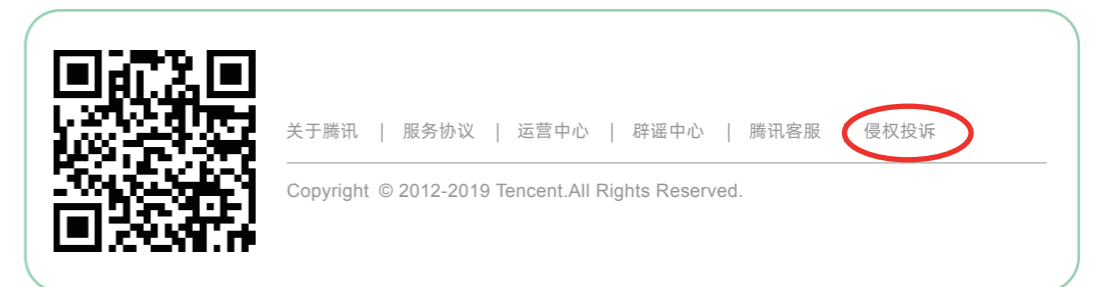 关于腾讯 | 服务协议 | 运营中心 | 辟谣中心 | 腾讯客服 侵权投诉
Copyright © 2012-2019 Tencent.All Rights Reserved.